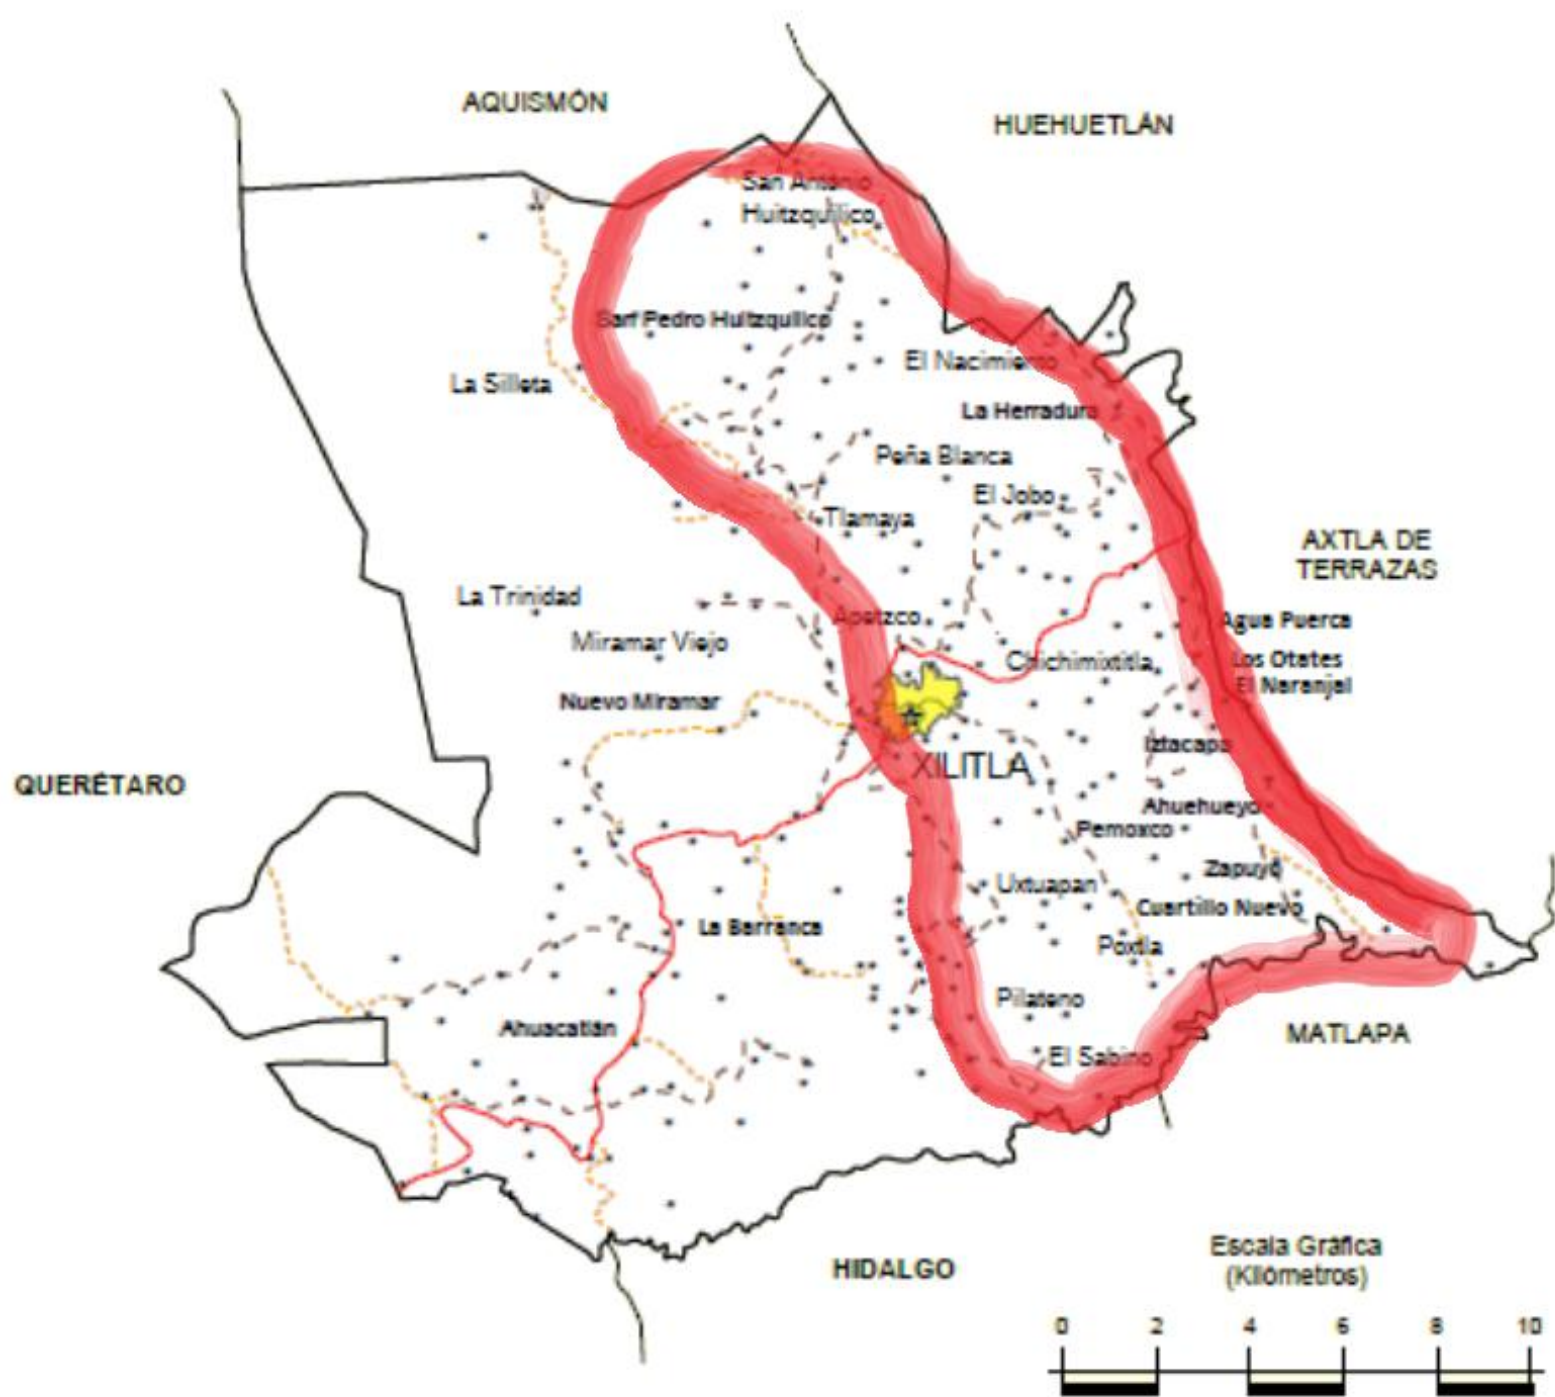 AQUISMÓN
HUEHUETLÁN
San Antonio
Huitzquilico
San Pedro Huitzquilico
El Nacimiento
La Silleta
La Herradura
Peña Blanca
El Jobo
Tlamaya
AXTLA DE
TERRAZAS
La Trinidad
Apetzco
Agua Puerca
Miramar Viejo
Chichimixtitla
Los Otates
El Naranjal
Nuevo Miramar
Iztacapa
XILITLA
QUERÉTARO
Ahuehueyo
Pemoxco
Zapuyo
Uxtuapan
Cuartillo Nuevo
La Barranca
Poxtla
Pilateno
Ahuacatlán
MATLAPA
El Sabino
HIDALGO
Escala Gráfica
(Kilómetros)
0 2 4 6 8 10